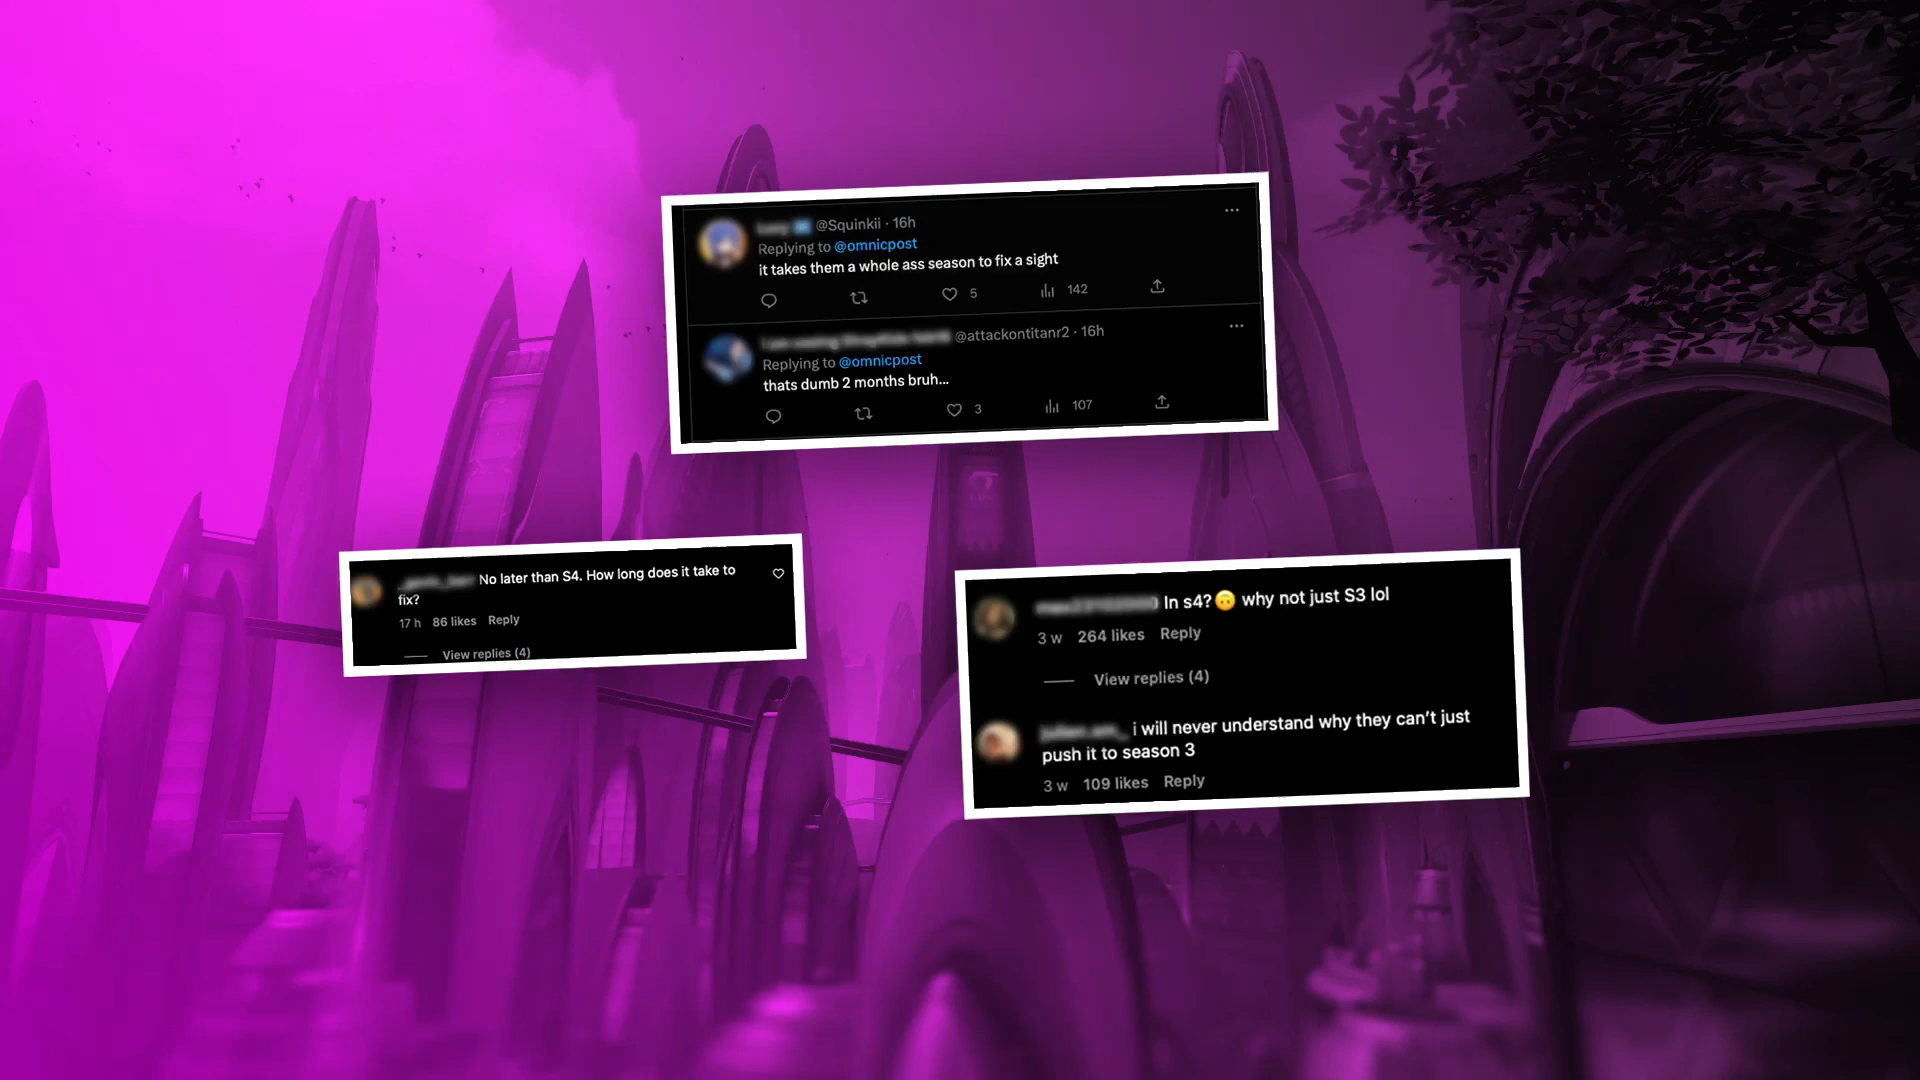 @Squinkii · 16h
Replying to @omnicpost
it takes them a whole ass season to fix a sight
5 142
@attackontitanr2 · 16h
Replying to @omnicpost
thats dumb 2 months bruh...
3 107
No later than S4. How long does it take to
fix?
17 h 86 likes Reply
View replies (4)
In s4?🙃 why not just S3 lol
3 w 264 likes Reply
View replies (4)
i will never understand why they can’t just
push it to season 3
3 w 109 likes Reply